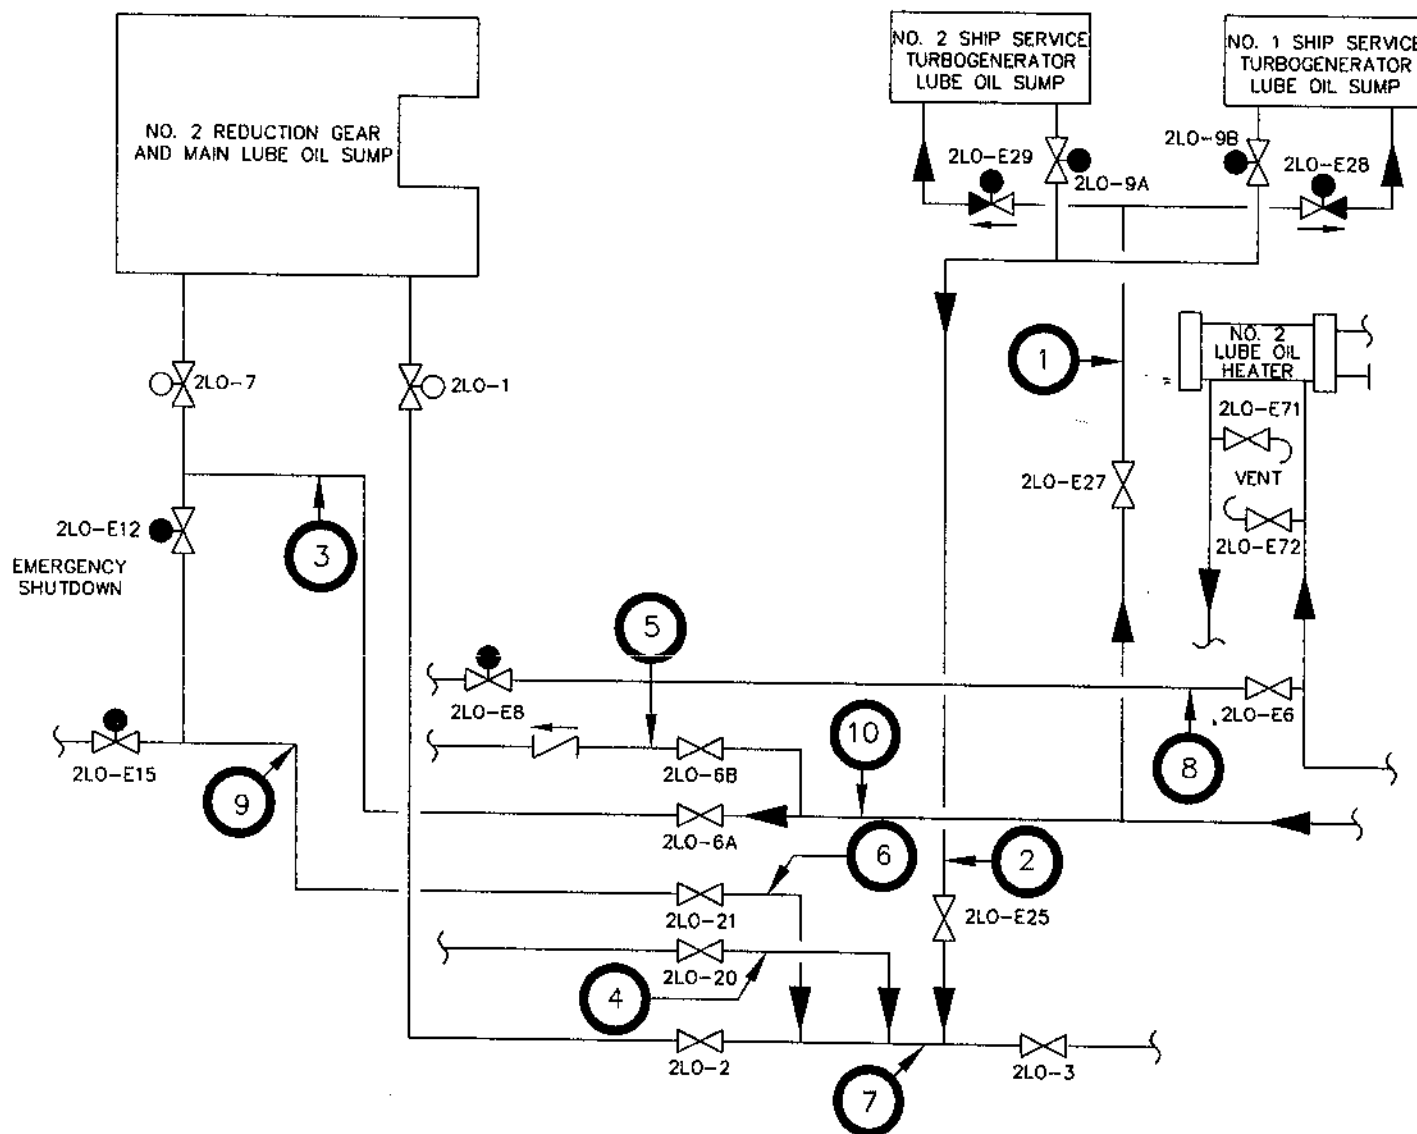 NO. 2 REDUCTION GEAR
AND MAIN LUBE OIL SUMP
NO. 2 SHIP SERVICE
TURBOGENERATOR
LUBE OIL SUMP
NO. 1 SHIP SERVICE
TURBOGENERATOR
LUBE OIL SUMP
2LO-E29
2LO-9A
2LO-9B
2LO-E28
1
NO. 2
LUBE OIL
HEATER
2LO-7
2LO-1
2LO-E71
VENT
2LO-E72
2LO-E27
2LO-E12
EMERGENCY
SHUTDOWN
3
5
2LO-E8
2LO-E6
10
8
2LO-E15
9
2LO-6B
2LO-6A
6
2
2LO-21
2LO-E25
2LO-20
4
2LO-2
7
2LO-3